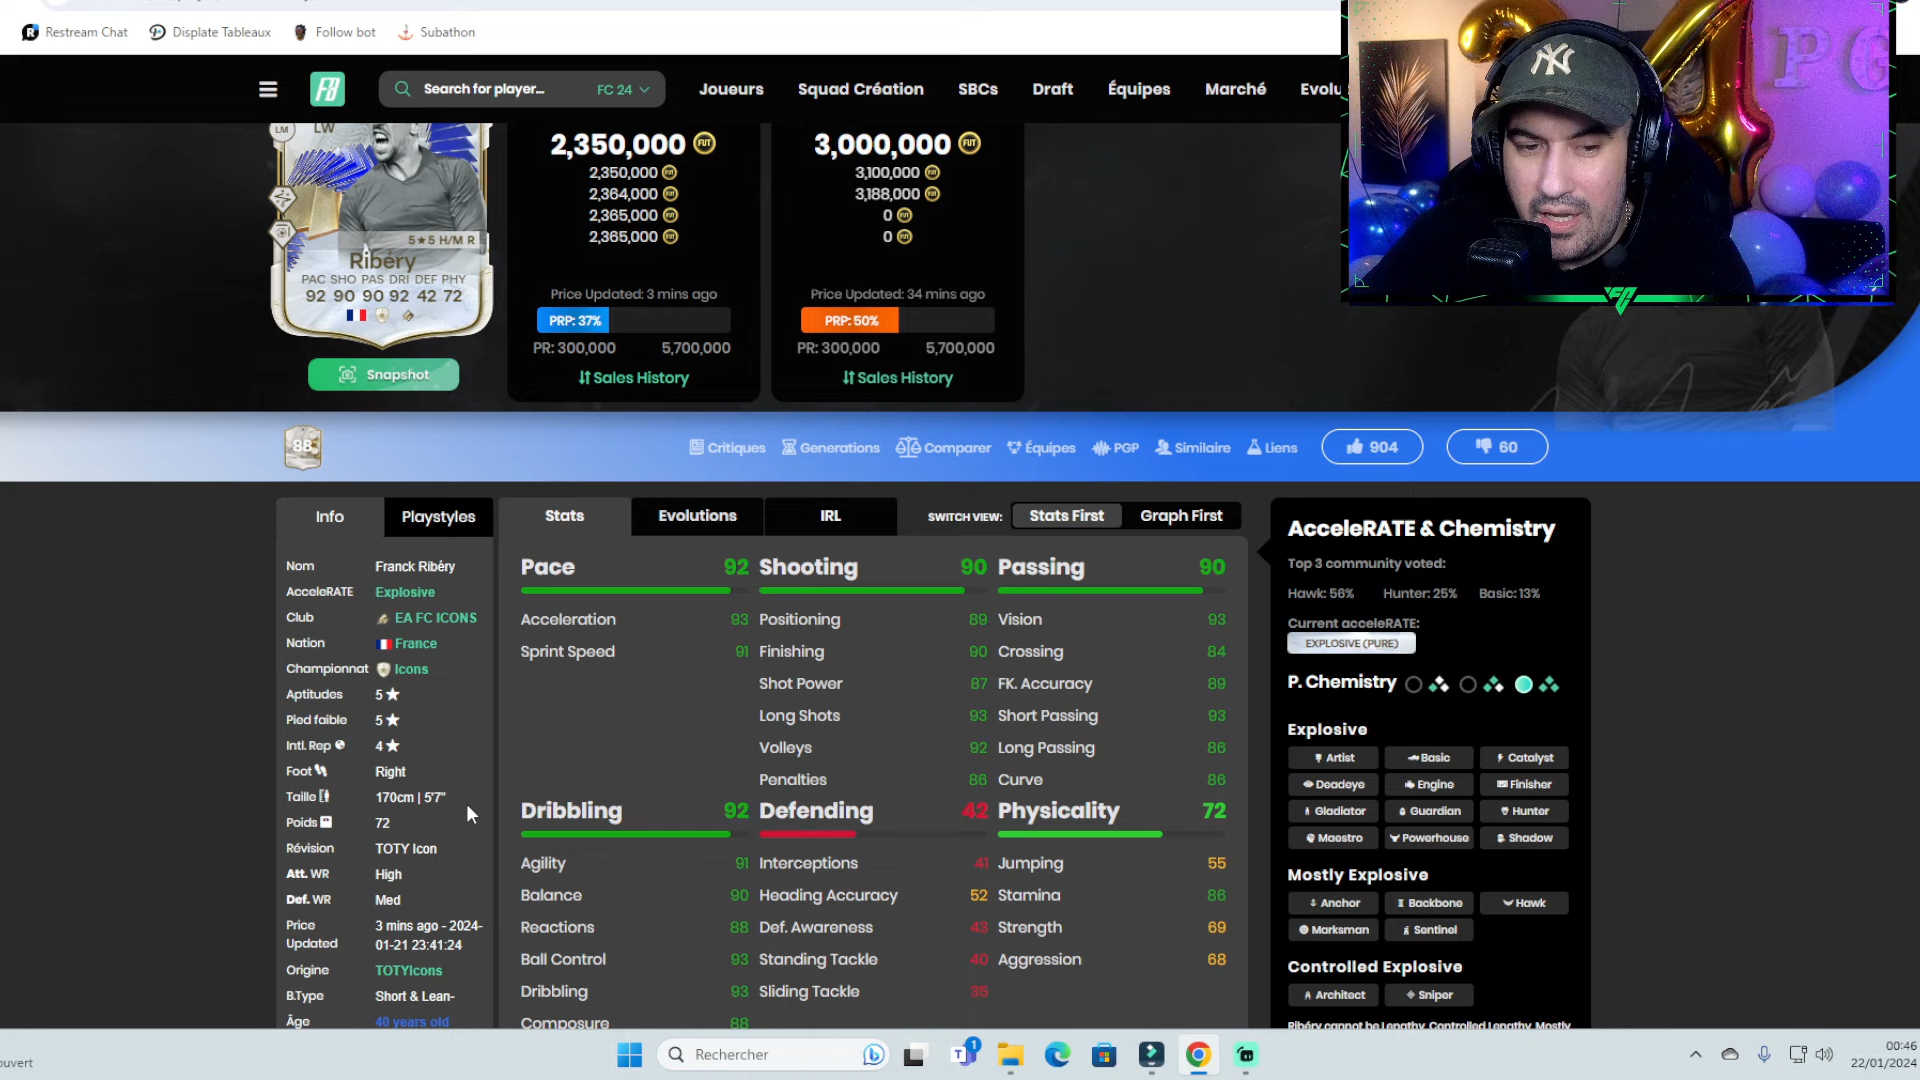 Restream Chat Displate Tableaux Follow bot Subathon
Search for player... FC 24 Joueurs Squad Création SBCs Draft Équipes Marché Evolu
LM LW
5★5 H/M R
Ribéry
PAC SHO PAS DRI DEF PHY
92 90 90 92 42 72
Snapshot
2,350,000
2,350,000
2,364,000
2,365,000
2,365,000
Price Updated: 3 mins ago
PRP: 37%
PR: 300,000 5,700,000
Sales History
3,000,000
3,100,000
3,188,000
0
0
Price Updated: 34 mins ago
PRP: 50%
PR: 300,000 5,700,000
Sales History
NY
P G
88
Critiques Generations Comparer Équipes PGP Similaire Liens 904 60
Info Playstyles
Nom Franck Ribéry
AcceleRATE Explosive
Club EA FC ICONS
Nation France
Championnat Icons
Aptitudes 5★
Pied faible 5★
Intl. Rep 4★
Foot Right
Taille 170cm | 5'7"
Poids 72
Révision TOTY Icon
Att. WR High
Def. WR Med
Price Updated 3 mins ago - 2024-01-21 23:41:24
Origine TOTYIcons
B.Type Short & Lean-
Âge 40 years old
Stats Evolutions IRL SWITCH VIEW: Stats First Graph First
Pace 92
Acceleration 93
Sprint Speed 91
Shooting 90
Positioning 89
Finishing 90
Shot Power 87
Long Shots 93
Volleys 92
Penalties 86
Passing 90
Vision 93
Crossing 84
FK. Accuracy 89
Short Passing 93
Long Passing 86
Curve 86
Dribbling 92
Agility 91
Balance 90
Reactions 88
Ball Control 93
Dribbling 93
Composure 88
Defending 42
Interceptions 41
Heading Accuracy 52
Def. Awareness 43
Standing Tackle 40
Sliding Tackle 35
Physicality 72
Jumping 55
Stamina 86
Strength 69
Aggression 68
AcceleRATE & Chemistry
Top 3 community voted:
Hawk: 56% Hunter: 25% Basic: 13%
Current acceleRATE:
EXPLOSIVE (PURE)
P. Chemistry
Explosive
Artist Basic Catalyst
Deadeye Engine Finisher
Gladiator Guardian Hunter
Maestro Powerhouse Shadow
Mostly Explosive
Anchor Backbone Hawk
Marksman Sentinel
Controlled Explosive
Architect Sniper
Ribéry cannot be Lengthy, Controlled Lengthy, Mostly
ouvert
Rechercher
1
00:46
22/01/2024